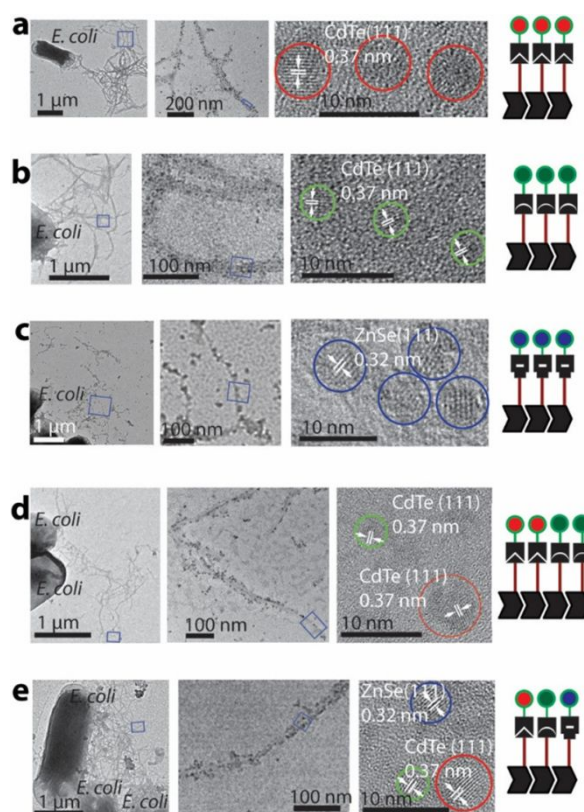 a
E. coli
1 μm
200 nm
CdTe(111)
0.37 nm
10 nm
b
E. coli
1 μm
100 nm
CdTe (111)
0.37 nm
10 nm
c
E. coli
1 μm
100 nm
ZnSe(111)
0.32 nm
10 nm
d
E. coli
E. coli
1 μm
100 nm
CdTe (111)
0.37 nm
CdTe (111)
0.37 nm
10 nm
e
E. coli
E. coli
E. coli
1 μm
100 nm
ZnSe(111)
0.32 nm
CdTe (111)
0.37 nm
10 nm